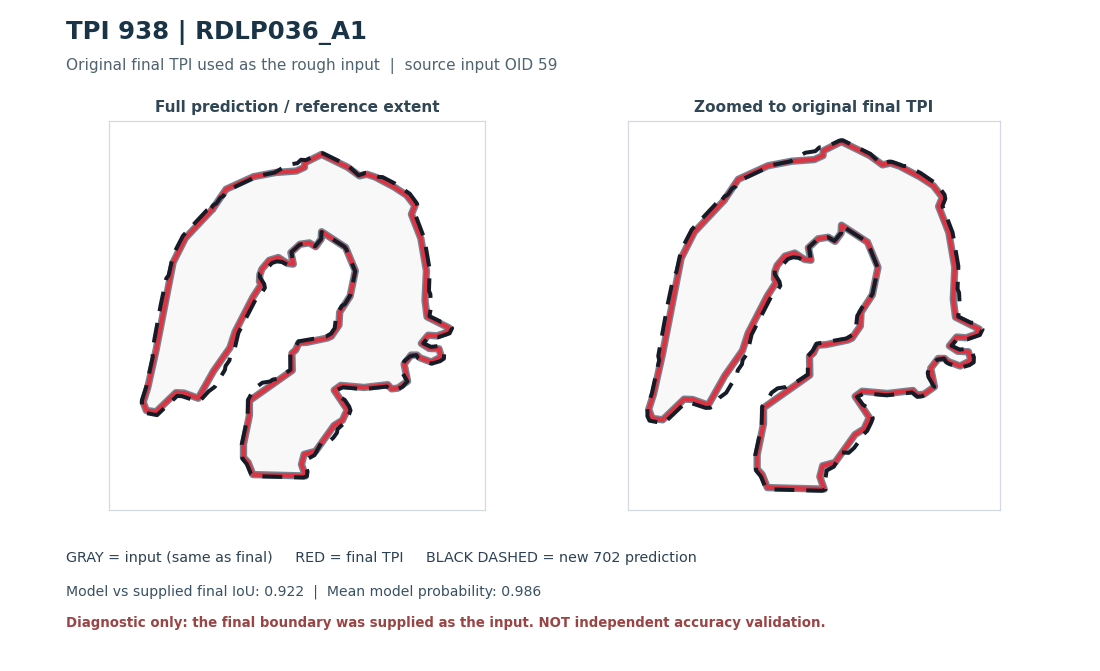 TPI 938 | RDLP036_A1
Original final TPI used as the rough input | source input OID 59
Full prediction / reference extent
Zoomed to original final TPI
GRAY = input (same as final) RED = final TPI BLACK DASHED = new 702 prediction
Model vs supplied final IoU: 0.922 | Mean model probability: 0.986
Diagnostic only: the final boundary was supplied as the input. NOT independent accuracy validation.